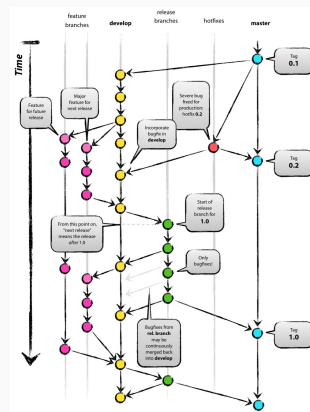 feature
branches
develop
release
branches
hotfixes
master
Time
Tag
0.1
Major
feature for
next release
Feature
for future
release
Severe bug
fixed for
production:
hotfix 0.2
Incorporate
bugfix in
develop
Tag
0.2
Start of
release
branch for
1.0
From this point on,
"next release"
means the release
after 1.0
Only
bugfixes!
Bugfixes from
rel. branch
may be
continuously
merged back
into develop
Tag
1.0